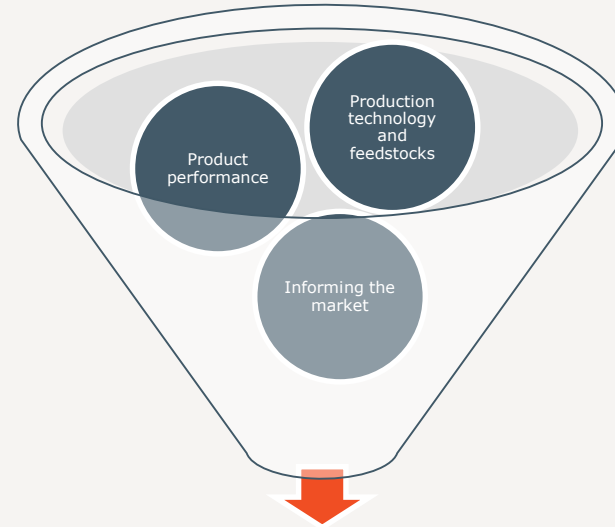 Production
technology
and
feedstocks
Product
performance
Informing the
market